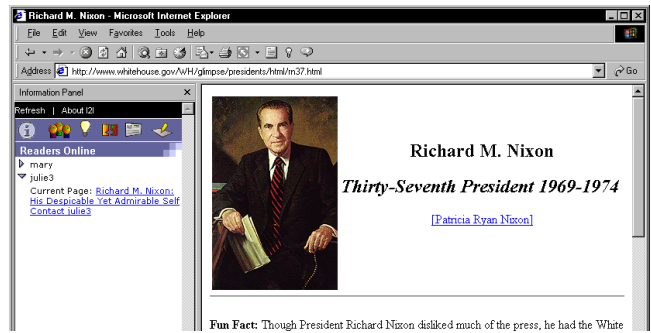 Richard M. Nixon - Microsoft Internet Explorer
File Edit View Favorites Tools Help
Address http://www.whitehouse.gov/WH/glimpse/presidents/html/rn37.html Go
Information Panel ×
Refresh | About I2I
Readers Online
mary
julie3
Current Page: Richard M. Nixon:
His Despicable Yet Admirable Self
Contact julie3
Richard M. Nixon
Thirty-Seventh President 1969-1974
[Patricia Ryan Nixon]
Fun Fact: Though President Richard Nixon disliked much of the press, he had the White